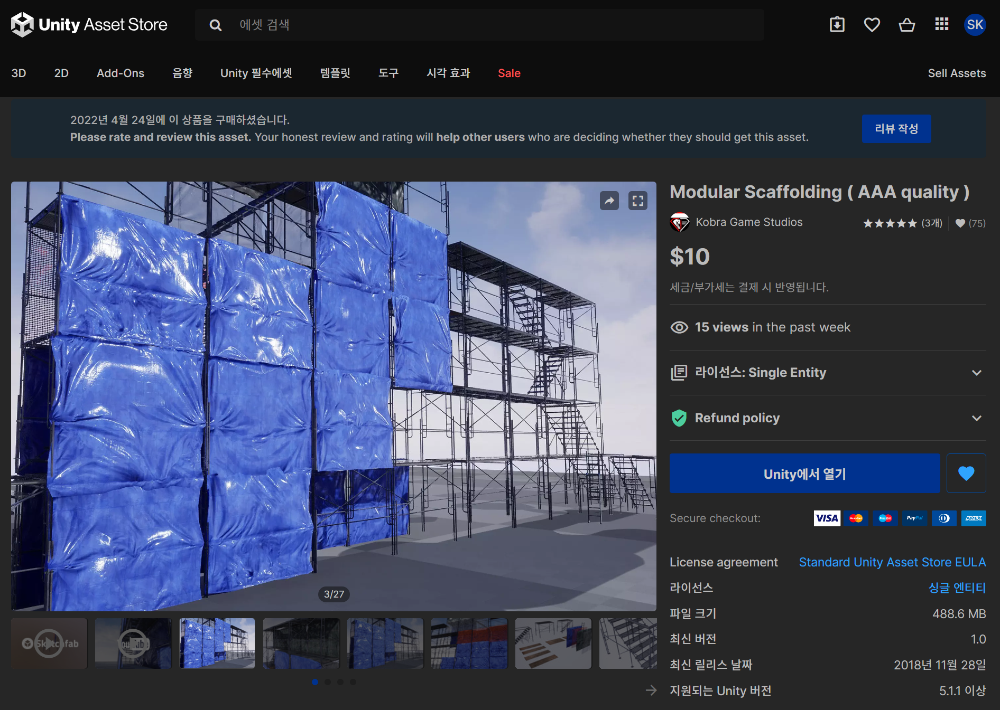 Unity Asset Store
에셋 검색
SK
3D
2D
Add-Ons
음향
Unity 필수에셋
템플릿
도구
시각 효과
Sale
Sell Assets
2022년 4월 24일에 이 상품을 구매하셨습니다.
Please rate and review this asset. Your honest review and rating will help other users who are deciding whether they should get this asset.
리뷰 작성
Modular Scaffolding ( AAA quality )
Kobra Game Studios
★★★★★ (3개)
(75)
$10
세금/부가세는 결제 시 반영됩니다.
15 views in the past week
라이선스: Single Entity
Refund policy
Unity에서 열기
Secure checkout:
VISA
MasterCard
Maestro
PayPal
AMEX
License agreement
Standard Unity Asset Store EULA
라이선스
싱글 엔티티
파일 크기
488.6 MB
최신 버전
1.0
최신 릴리스 날짜
2018년 11월 28일
지원되는 Unity 버전
5.1.1 이상
3/27
Sketchfab
YouTube